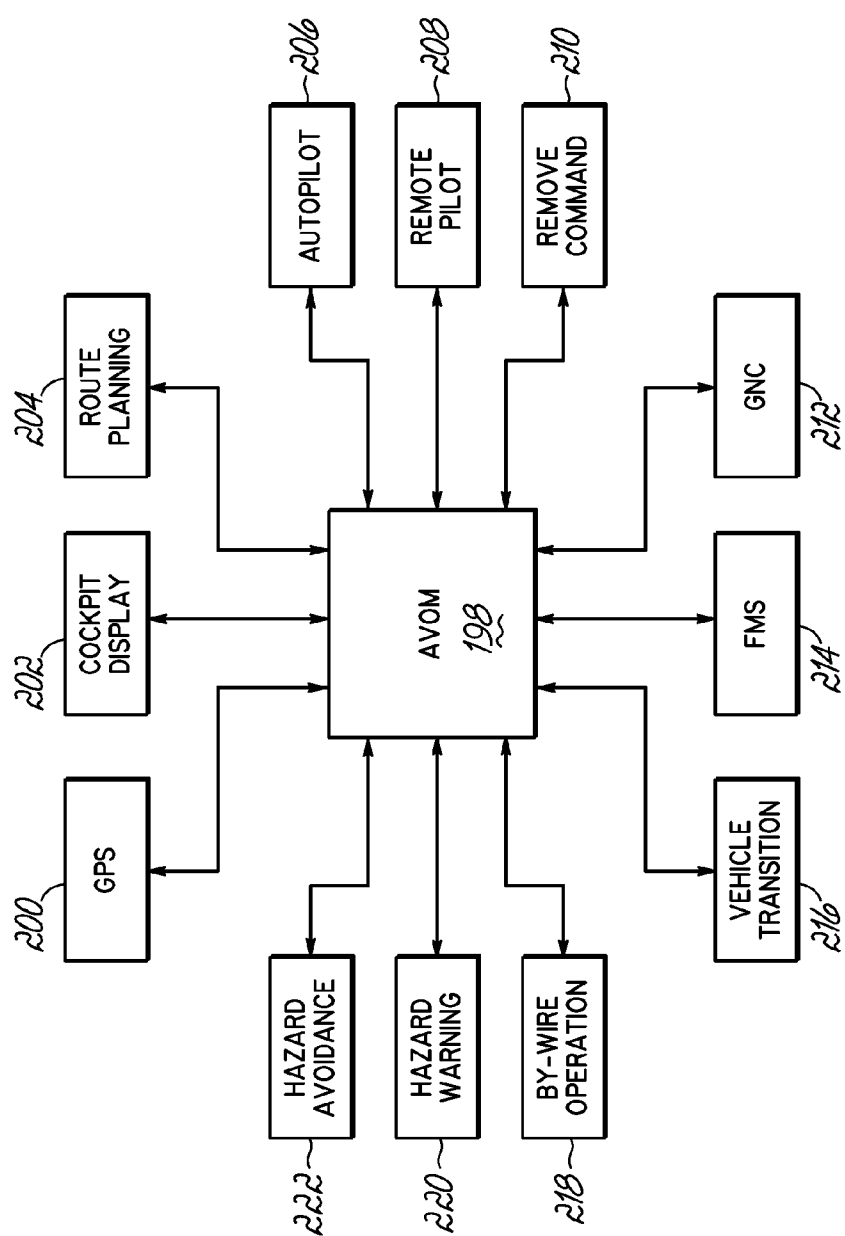 200
GPS
202
COCKPIT
DISPLAY
204
ROUTE
PLANNING
222
HAZARD
AVOIDANCE
AUTOPILOT
206
220
HAZARD
WARNING
AVOM
198
REMOTE
PILOT
208
218
BY-WIRE
OPERATION
REMOVE
COMMAND
210
VEHICLE
TRANSITION
216
FMS
214
GNC
212